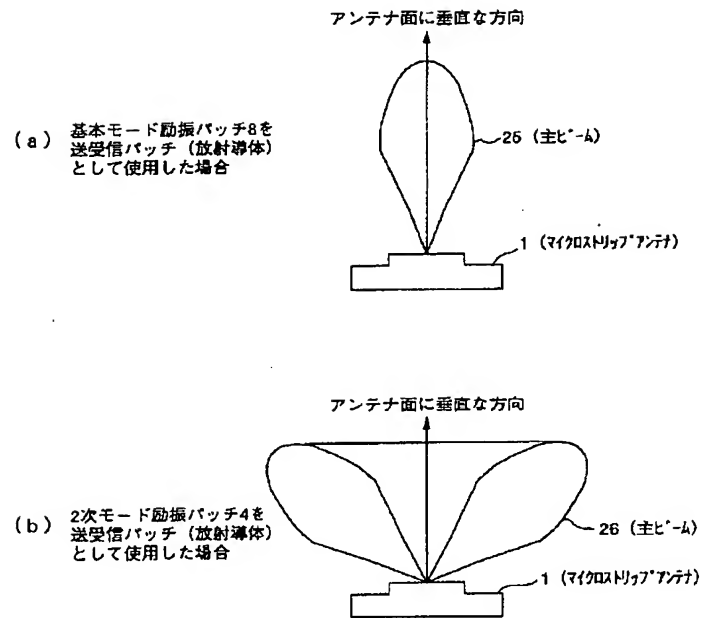 アンテナ面に垂直な方向
(a) 基本モード励振パッチ8を
送受信パッチ (放射導体)
として使用した場合
25 (主ビーム)
1 (マイクロストリップアンテナ)
アンテナ面に垂直な方向
(b) 2次モード励振パッチ4を
送受信パッチ (放射導体)
として使用した場合
26 (主ビーム)
1 (マイクロストリップアンテナ)